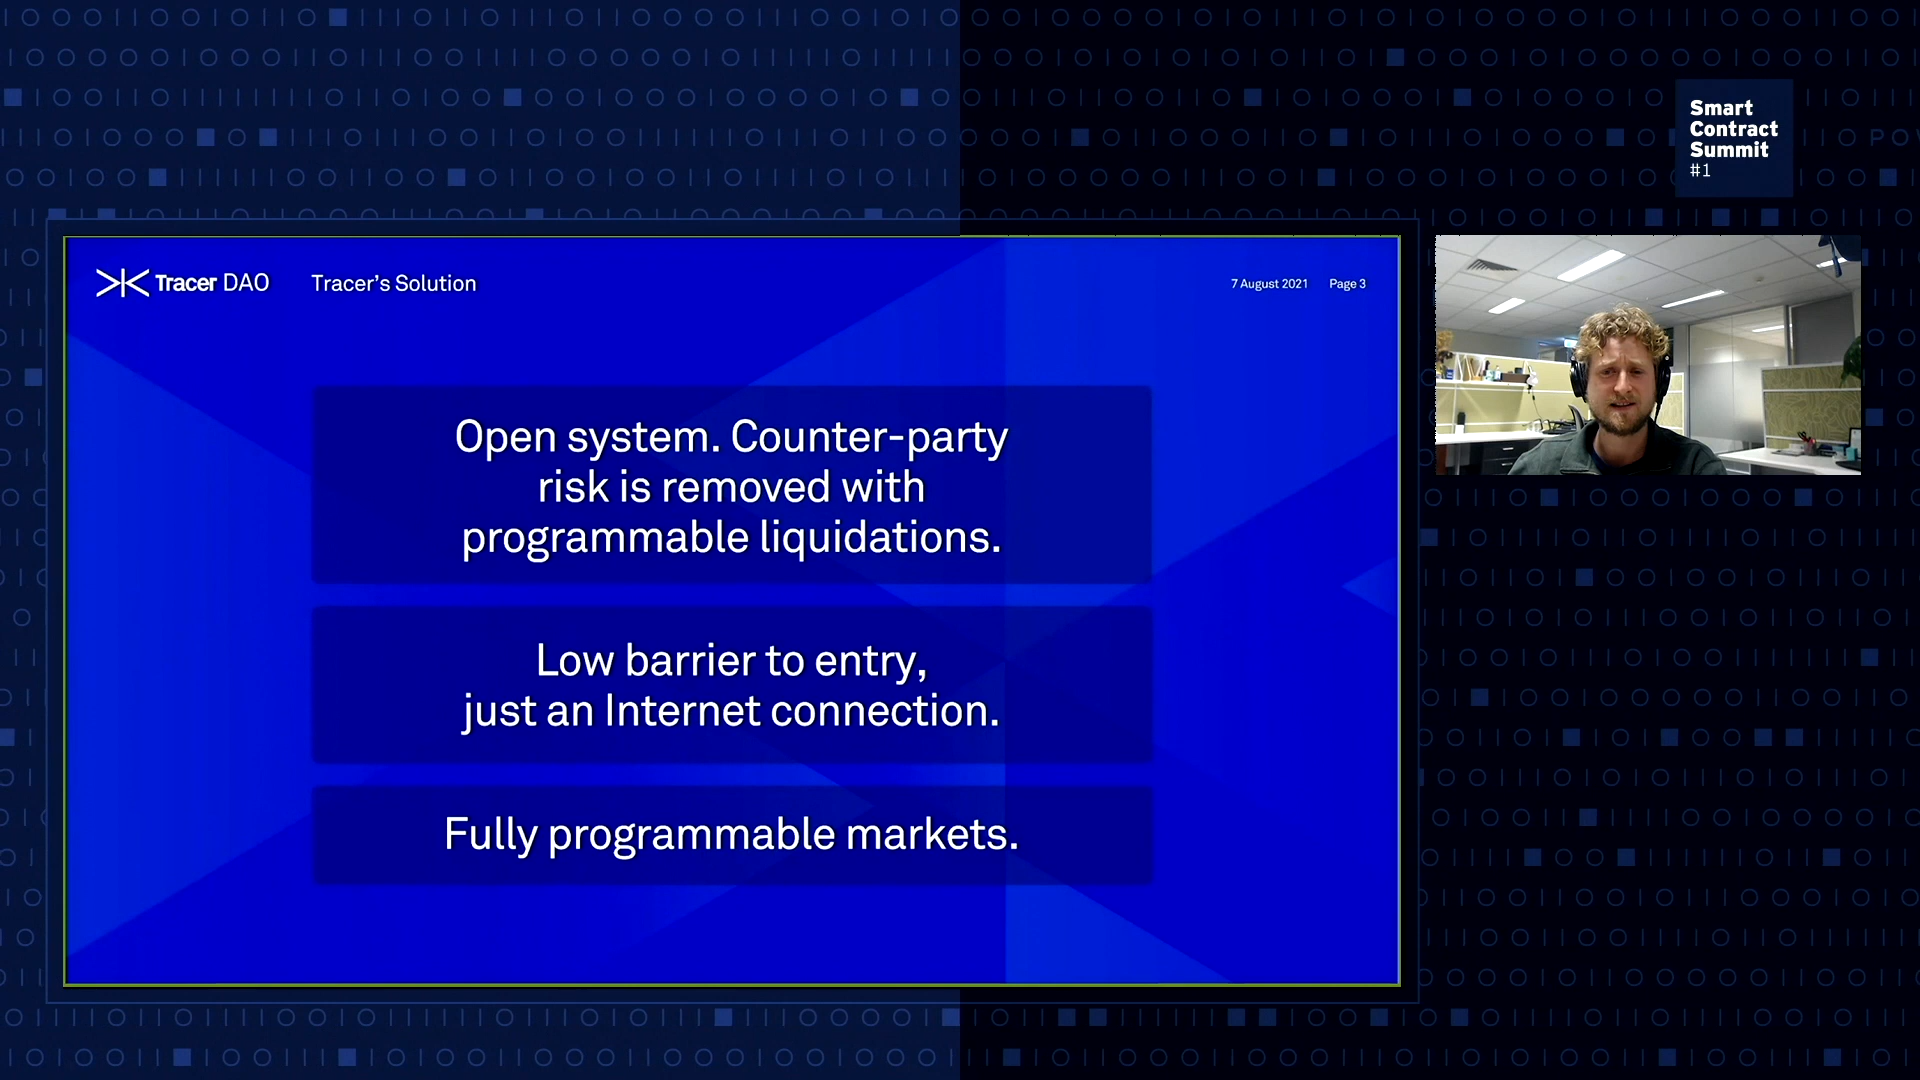 Smart
Contract
Summit
#1
Tracer DAO
Tracer's Solution
7 August 2021
Page 3
Open system. Counter-party
risk is removed with
programmable liquidations.
Low barrier to entry,
just an Internet connection.
Fully programmable markets.